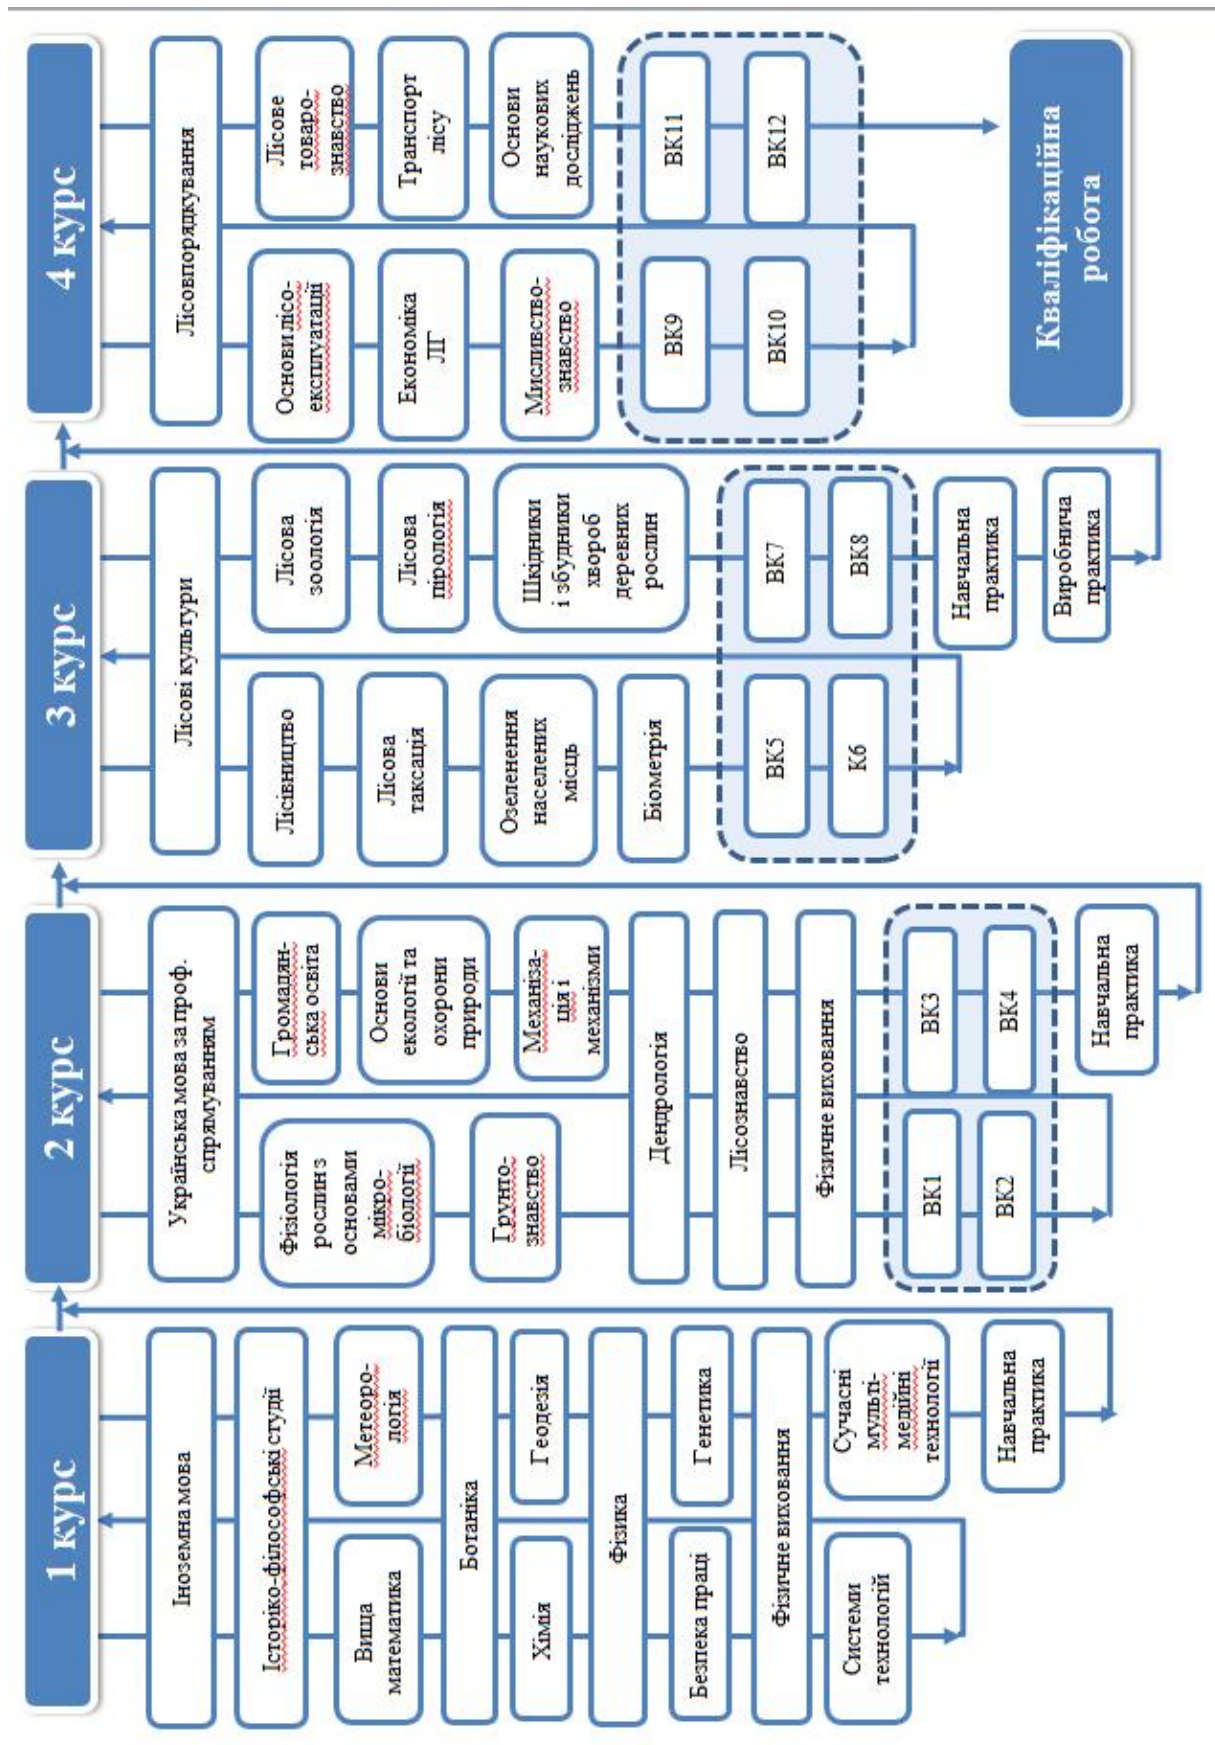 1 курс
Іноземна мова
Історіко-філософські студії
Вища
математика
Метеоро-
логія
Ботаніка
Хімія
Геодезія
Фізика
Безпека праці
Генетика
Фізичне виховання
Системи
технологій
Сучасні
мульті-
медійні
технології
Навчальна
практика
2 курс
Українська мова за проф.
спрямуванням
Фізіологія
рослин з
основами
мікро-
біології
Грунто-
знавство
Громадян-
ська освіта
Основи
екології та
охорони
природи
Механіза-
ція і
механізми
Дендрологія
Лісознавство
Фізичне виховання
ВК1
ВК2
ВК3
ВК4
Навчальна
практика
3 курс
Лісові культури
Лісівництво
Лісова
таксація
Озеленення
населених
місць
Біометрія
ВК5
К6
Лісова
зоологія
Лісова
пірологія
Шкідники
і збудники
хвороб
деревних
рослин
ВК7
ВК8
Навчальна
практика
Виробнича
практика
4 курс
Лісовпорядкування
Основи лісо-
експлуатації
Економіка
ЛГ
Мисливство-
знавство
ВК9
ВК10
Лісове
товаро-
знавство
Транспорт
лісу
Основи
наукових
досліджень
ВК11
ВК12
Кваліфікаційна
робота